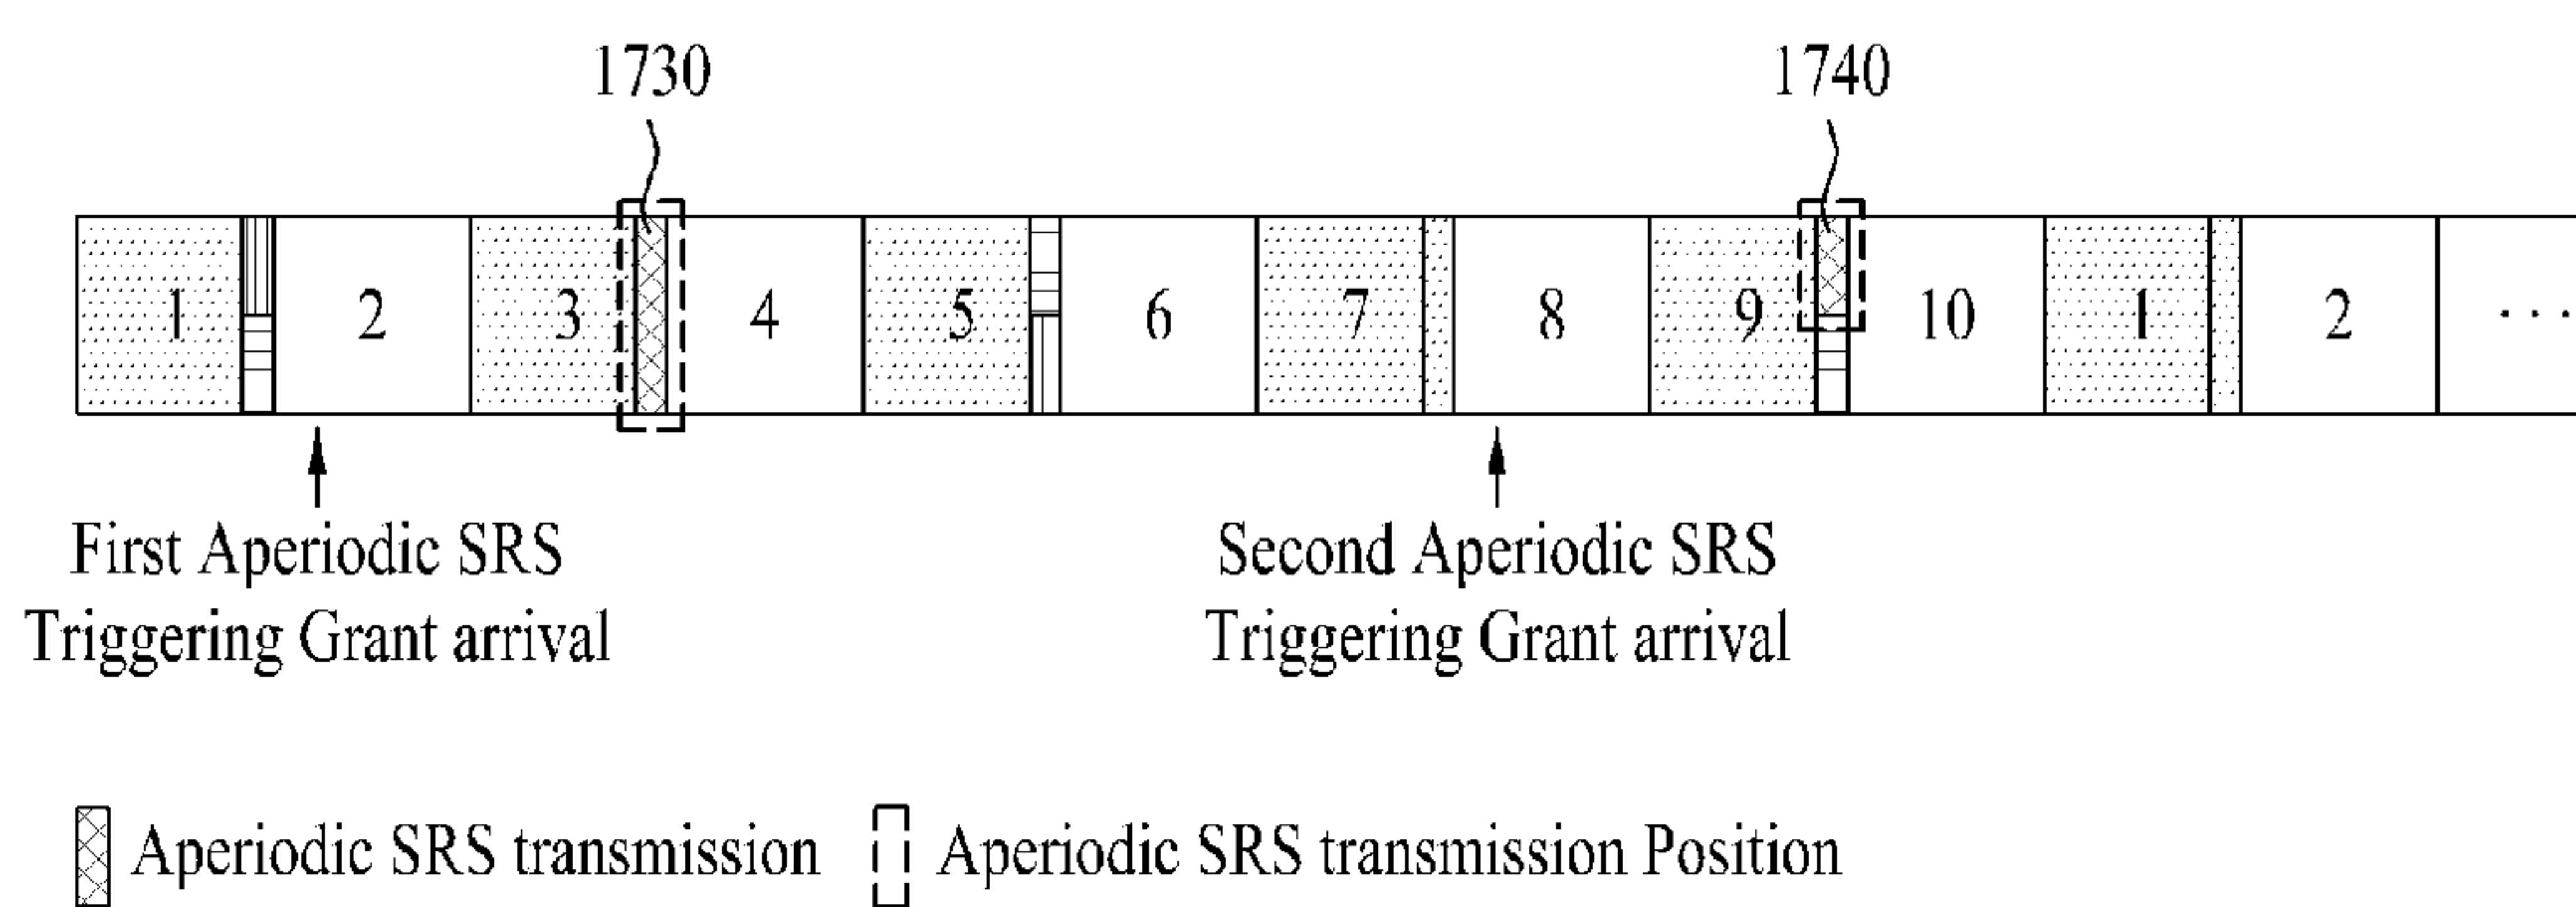 1730 1740
1 2 3 4 5 6 7 8 9 10 1 2 ...
First Aperiodic SRS Second Aperiodic SRS
Triggering Grant arrival Triggering Grant arrival
Aperiodic SRS transmission Aperiodic SRS transmission Position